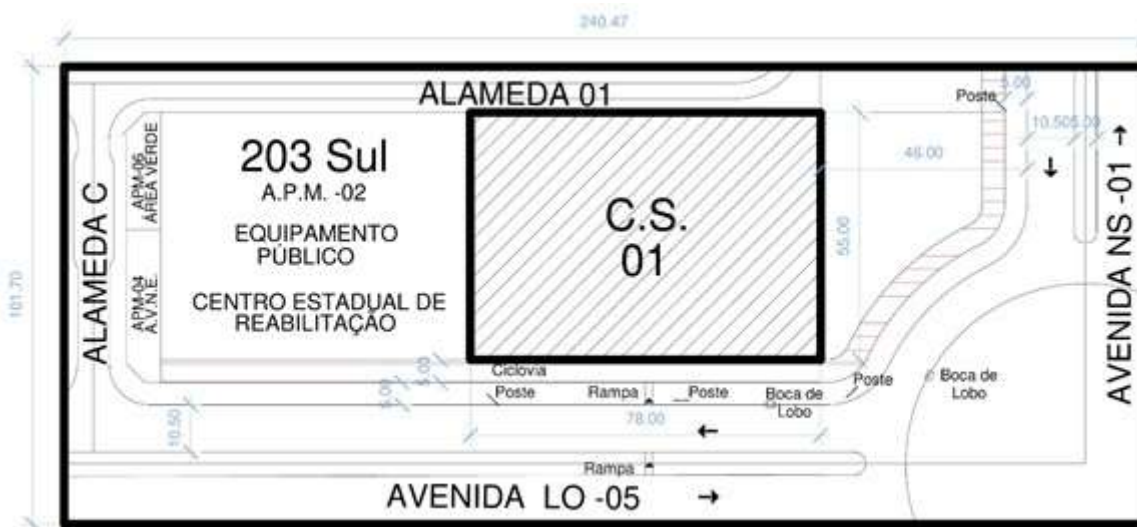 240.47
ALAMEDA 01
Poste
5.00
10.50
5.00
46.00
203 Sul
A.P.M. -02
EQUIPAMENTO
PÚBLICO
CENTRO ESTADUAL DE
REABILITAÇÃO
APM-06
ÁREA VERDE
APM-04
A.V.N.E.
ALAMEDA C
101.70
C.S.
01
55.00
AVENIDA NS -01 →
Ciclovia
5.00
5.00
Poste
Rampa
Poste
Boca de
Lobo
Poste
Boca de
Lobo
10.50
78.00
Rampa
AVENIDA LO -05 →